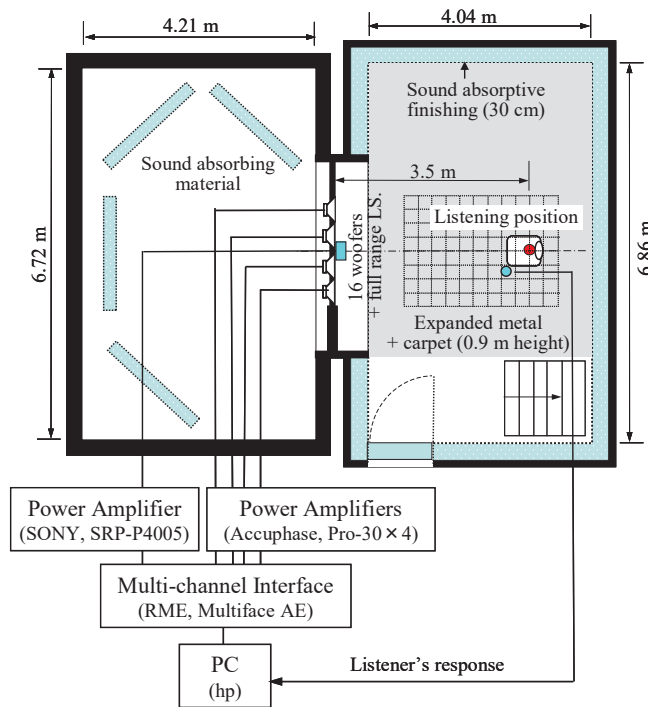 4.21 m
4.04 m
Sound absorptive
finishing (30 cm)
Sound absorbing
material
3.5 m
Listening position
6.72 m
6.86 m
16 woofers
+ full range LS.
Expanded metal
+ carpet (0.9 m height)
Power Amplifier
(SONY, SRP-P4005)
Power Amplifiers
(Accuphase, Pro-30 × 4)
Multi-channel Interface
(RME, Multiface AE)
PC
(hp)
Listener's response